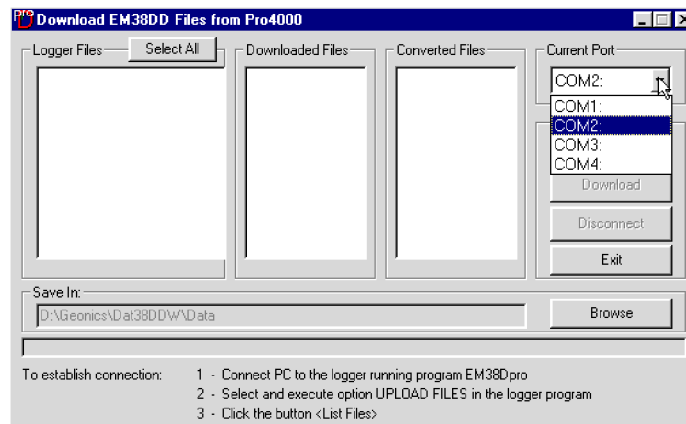 Pro Download EM38DD Files from Pro4000
Logger Files
Select All
Downloaded Files
Converted Files
Current Port
COM2:
COM1:
COM2:
COM3:
COM4:
Download
Disconnect
Exit
Save In:
D:\Geonics\Dat38DDW\Data
Browse
To establish connection: 1 - Connect PC to the logger running program EM38Dpro
2 - Select and execute option UPLOAD FILES in the logger program
3 - Click the button <List Files>